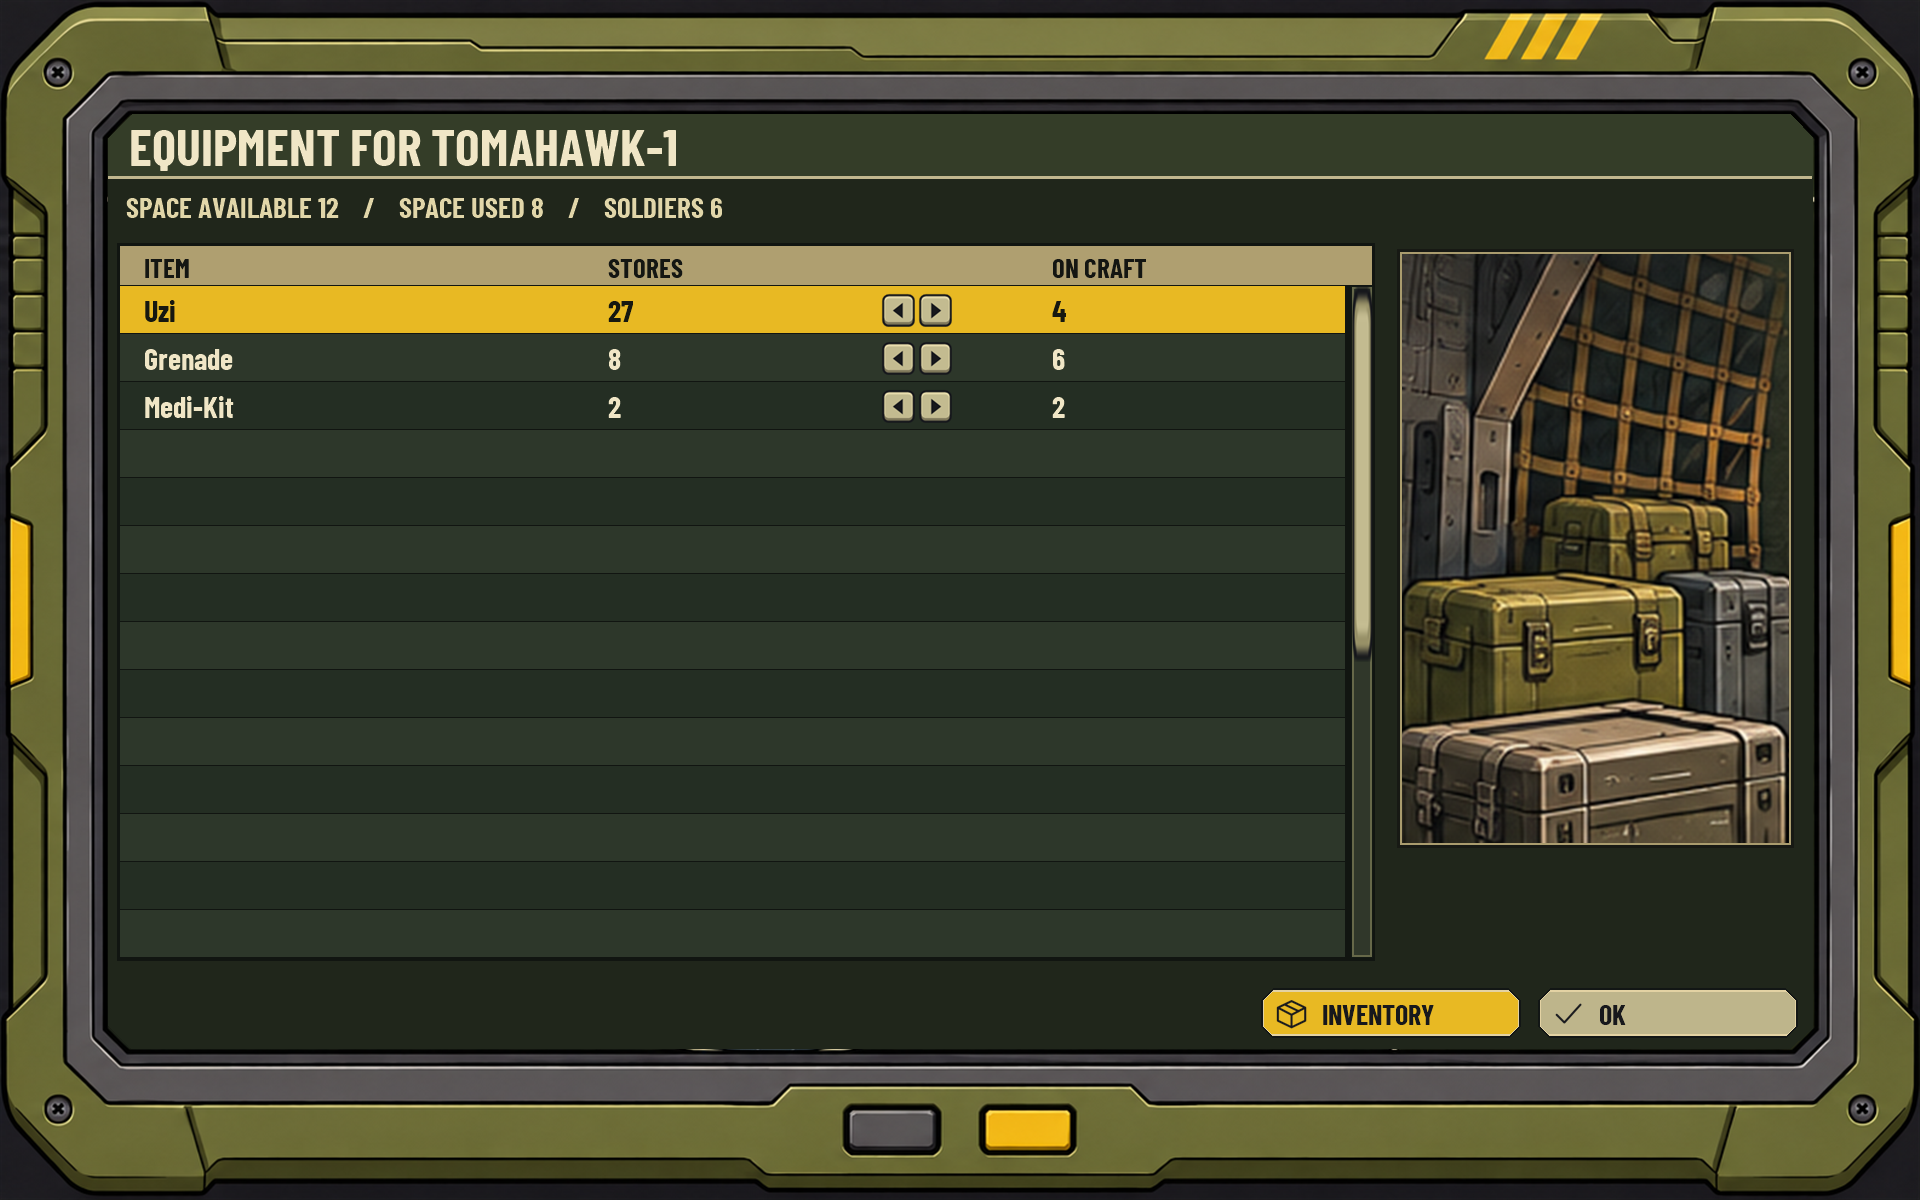 EQUIPMENT FOR TOMAHAWK-1
SPACE AVAILABLE 12 / SPACE USED 8 / SOLDIERS 6
ITEM STORES ON CRAFT
Uzi 27 4
Grenade 8 6
Medi-Kit 2 2
INVENTORY OK